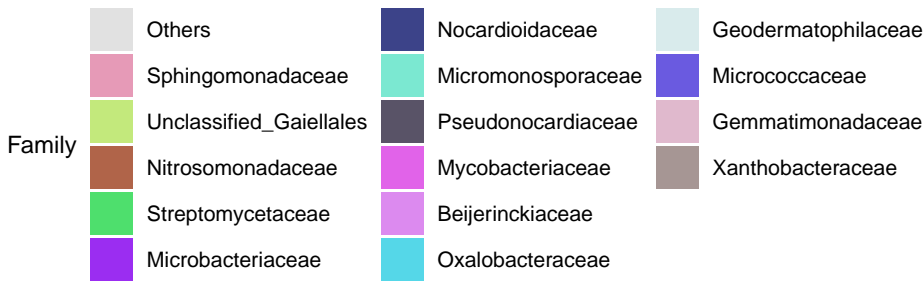 Family
Others
Sphingomonadaceae
Unclassified_Gaiellales
Nitrosomonadaceae
Streptomycetaceae
Microbacteriaceae
Nocardioidaceae
Micromonosporaceae
Pseudonocardiaceae
Mycobacteriaceae
Beijerinckiaceae
Oxalobacteraceae
Geodermatophilaceae
Micrococcaceae
Gemmatimonadaceae
Xanthobacteraceae